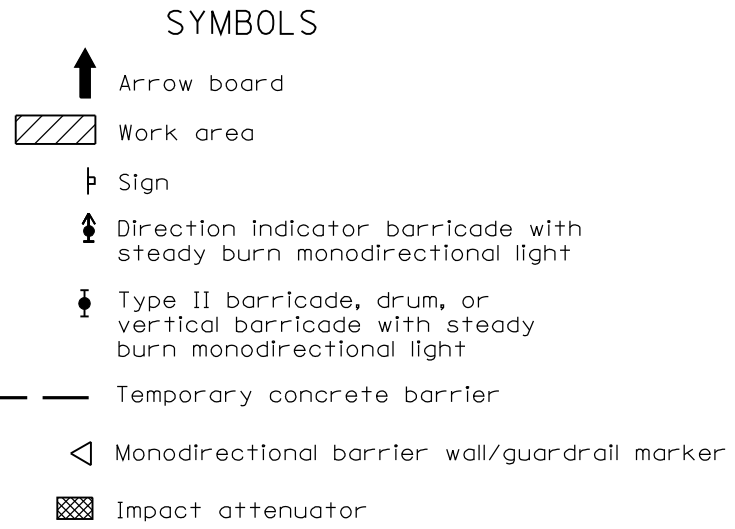 SYMBOLS
Arrow board
Work area
Sign
Direction indicator barricade with
steady burn monodirectional light
Type II barricade, drum, or
vertical barricade with steady
burn monodirectional light
Temporary concrete barrier
Monodirectional barrier wall/guardrail marker
Impact attenuator